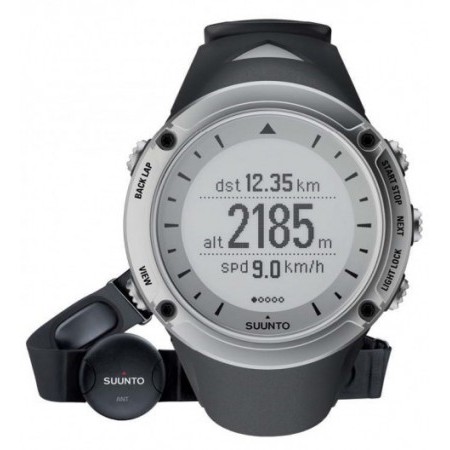 BACK LAP
START STOP
dst 12.35 km
alt 2185 m
spd 9.0 km/h
NEXT
VIEW
LIGHT LOCK
SUUNTO
SUUNTO
ANT